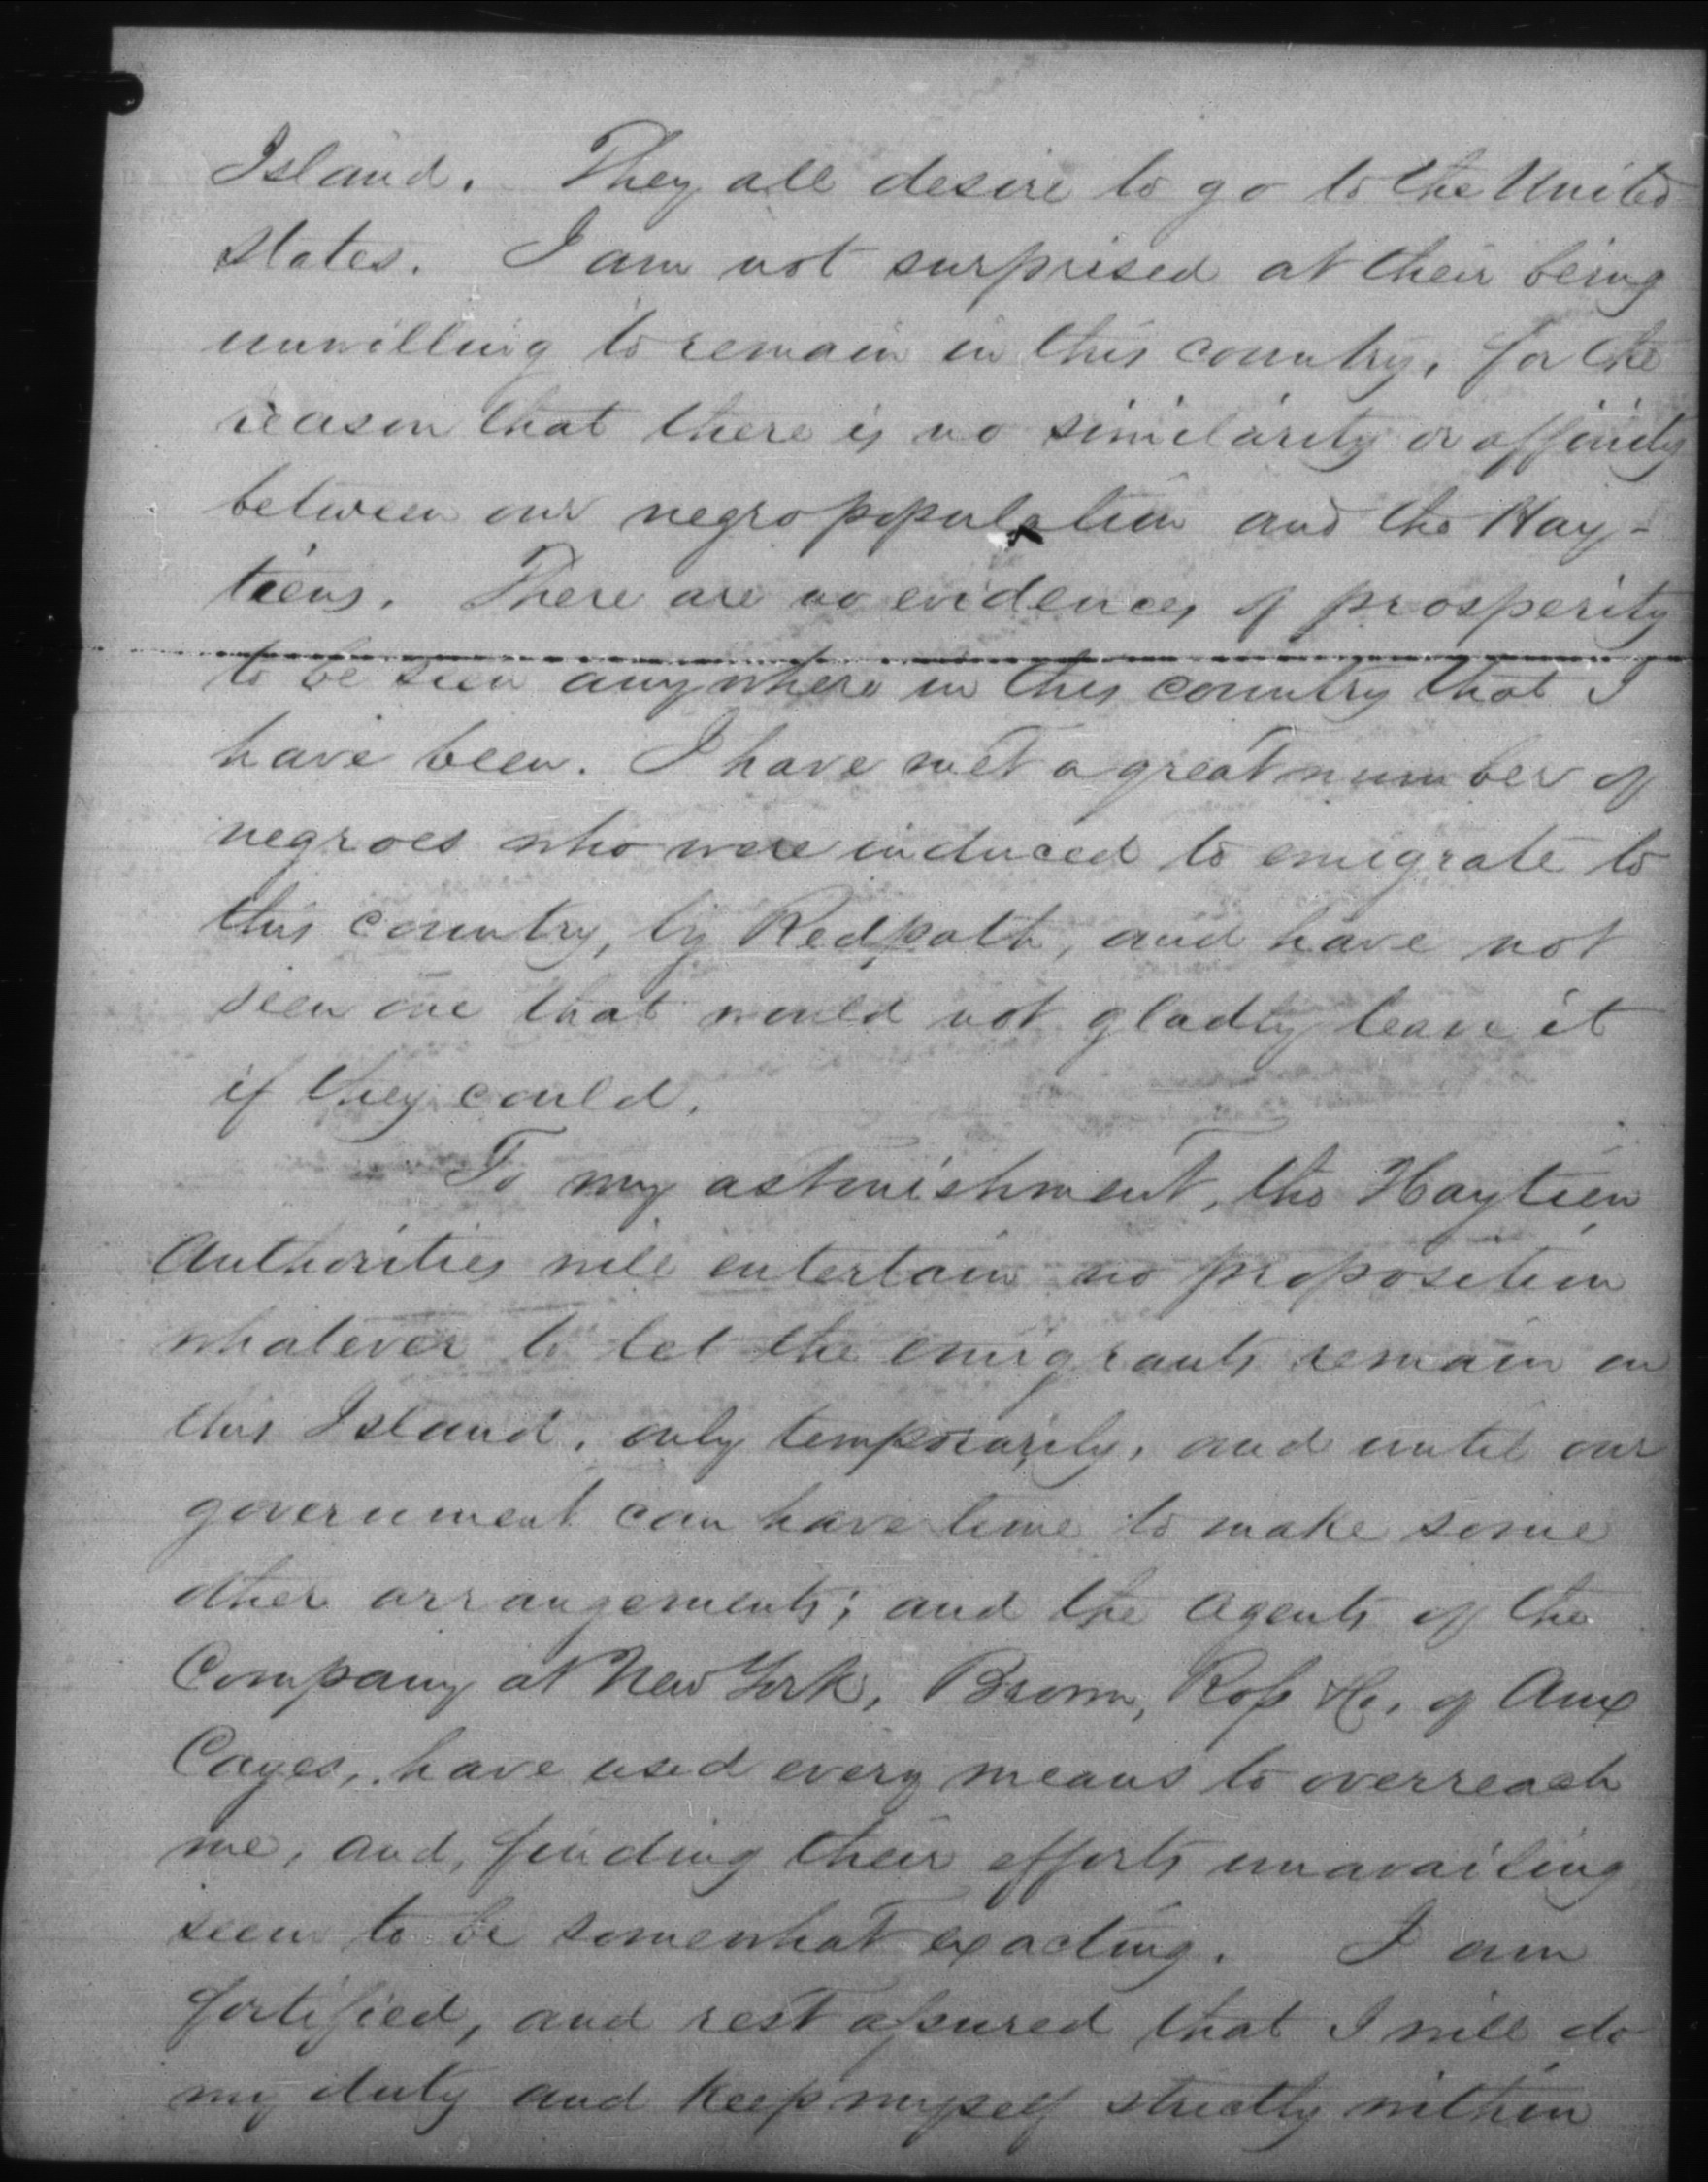 Island. They all desire to go to the United
States. I am not surprised at their being
unwilling to remain in this country, for the
reason that there is no similarity or affinity
between our negro population and the Hay-
tiens. There are no evidences of prosperity
to be seen anywhere in this country that I
have been. I have met a great number of
negroes who were induced to emigrate to
this country, by Redpath, and have not
seen one that would not gladly leave it
if they could.
To my astonishment, the Haytien
Authorities will entertain no proposition
whatever to let the emigrants remain on
this Island, only temporarily, and until our
government can have time to make some
other arrangements; and the Agents of the
Company at New York, Brown, Ross & Co. of Aux
Cayes, have used every means to overreach
me, and, finding their efforts unavailing
seem to be somewhat exacting. I am
fortified, and rest assured that I will do
my duty and keep myself strictly within